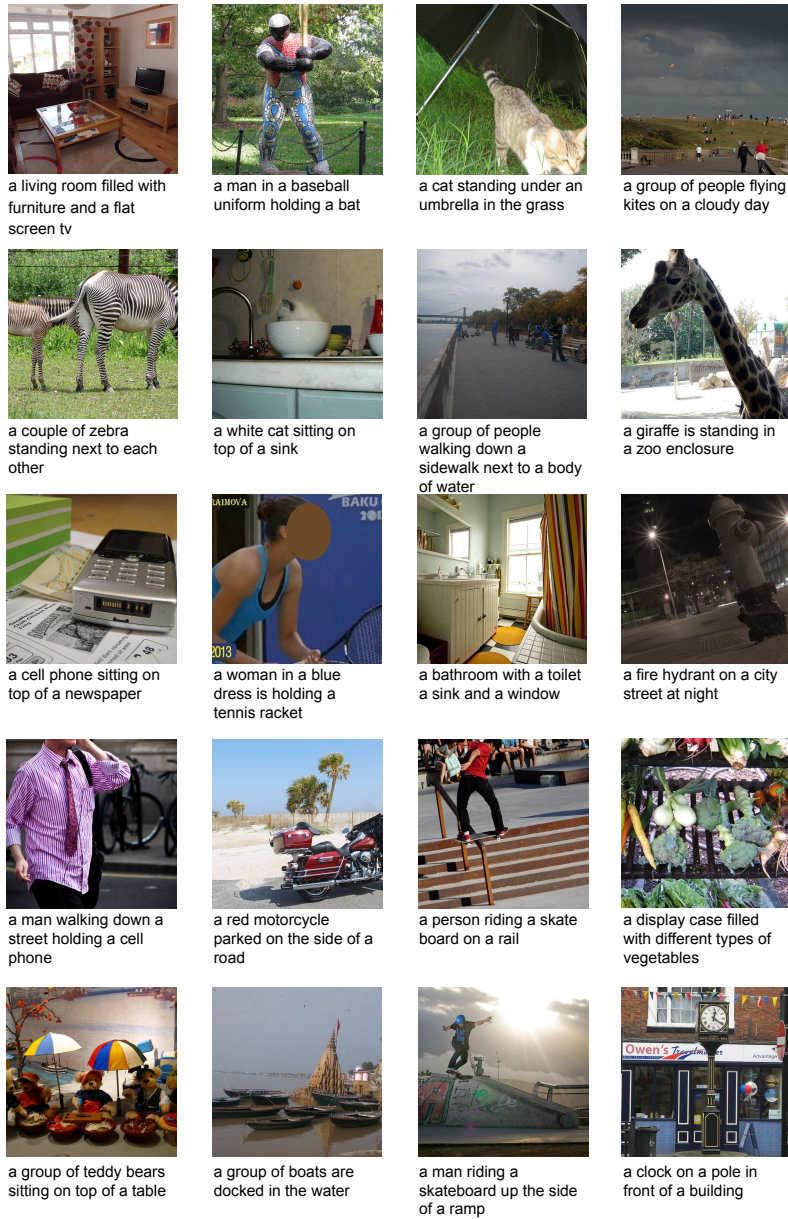 a living room filled with
furniture and a flat
screen tv
a man in a baseball
uniform holding a bat
a cat standing under an
umbrella in the grass
a group of people flying
kites on a cloudy day
a couple of zebra
standing next to each
other
a white cat sitting on
top of a sink
a group of people
walking down a
sidewalk next to a body
of water
a giraffe is standing in
a zoo enclosure
RAIMOVA
BAKU
2013
a cell phone sitting on
top of a newspaper
a woman in a blue
dress is holding a
tennis racket
a bathroom with a toilet
a sink and a window
a fire hydrant on a city
street at night
a man walking down a
street holding a cell
phone
a red motorcycle
parked on the side of a
road
a person riding a skate
board on a rail
a display case filled
with different types of
vegetables
Owen's Travelmaster
Advantage
a group of teddy bears
sitting on top of a table
a group of boats are
docked in the water
a man riding a
skateboard up the side
of a ramp
a clock on a pole in
front of a building